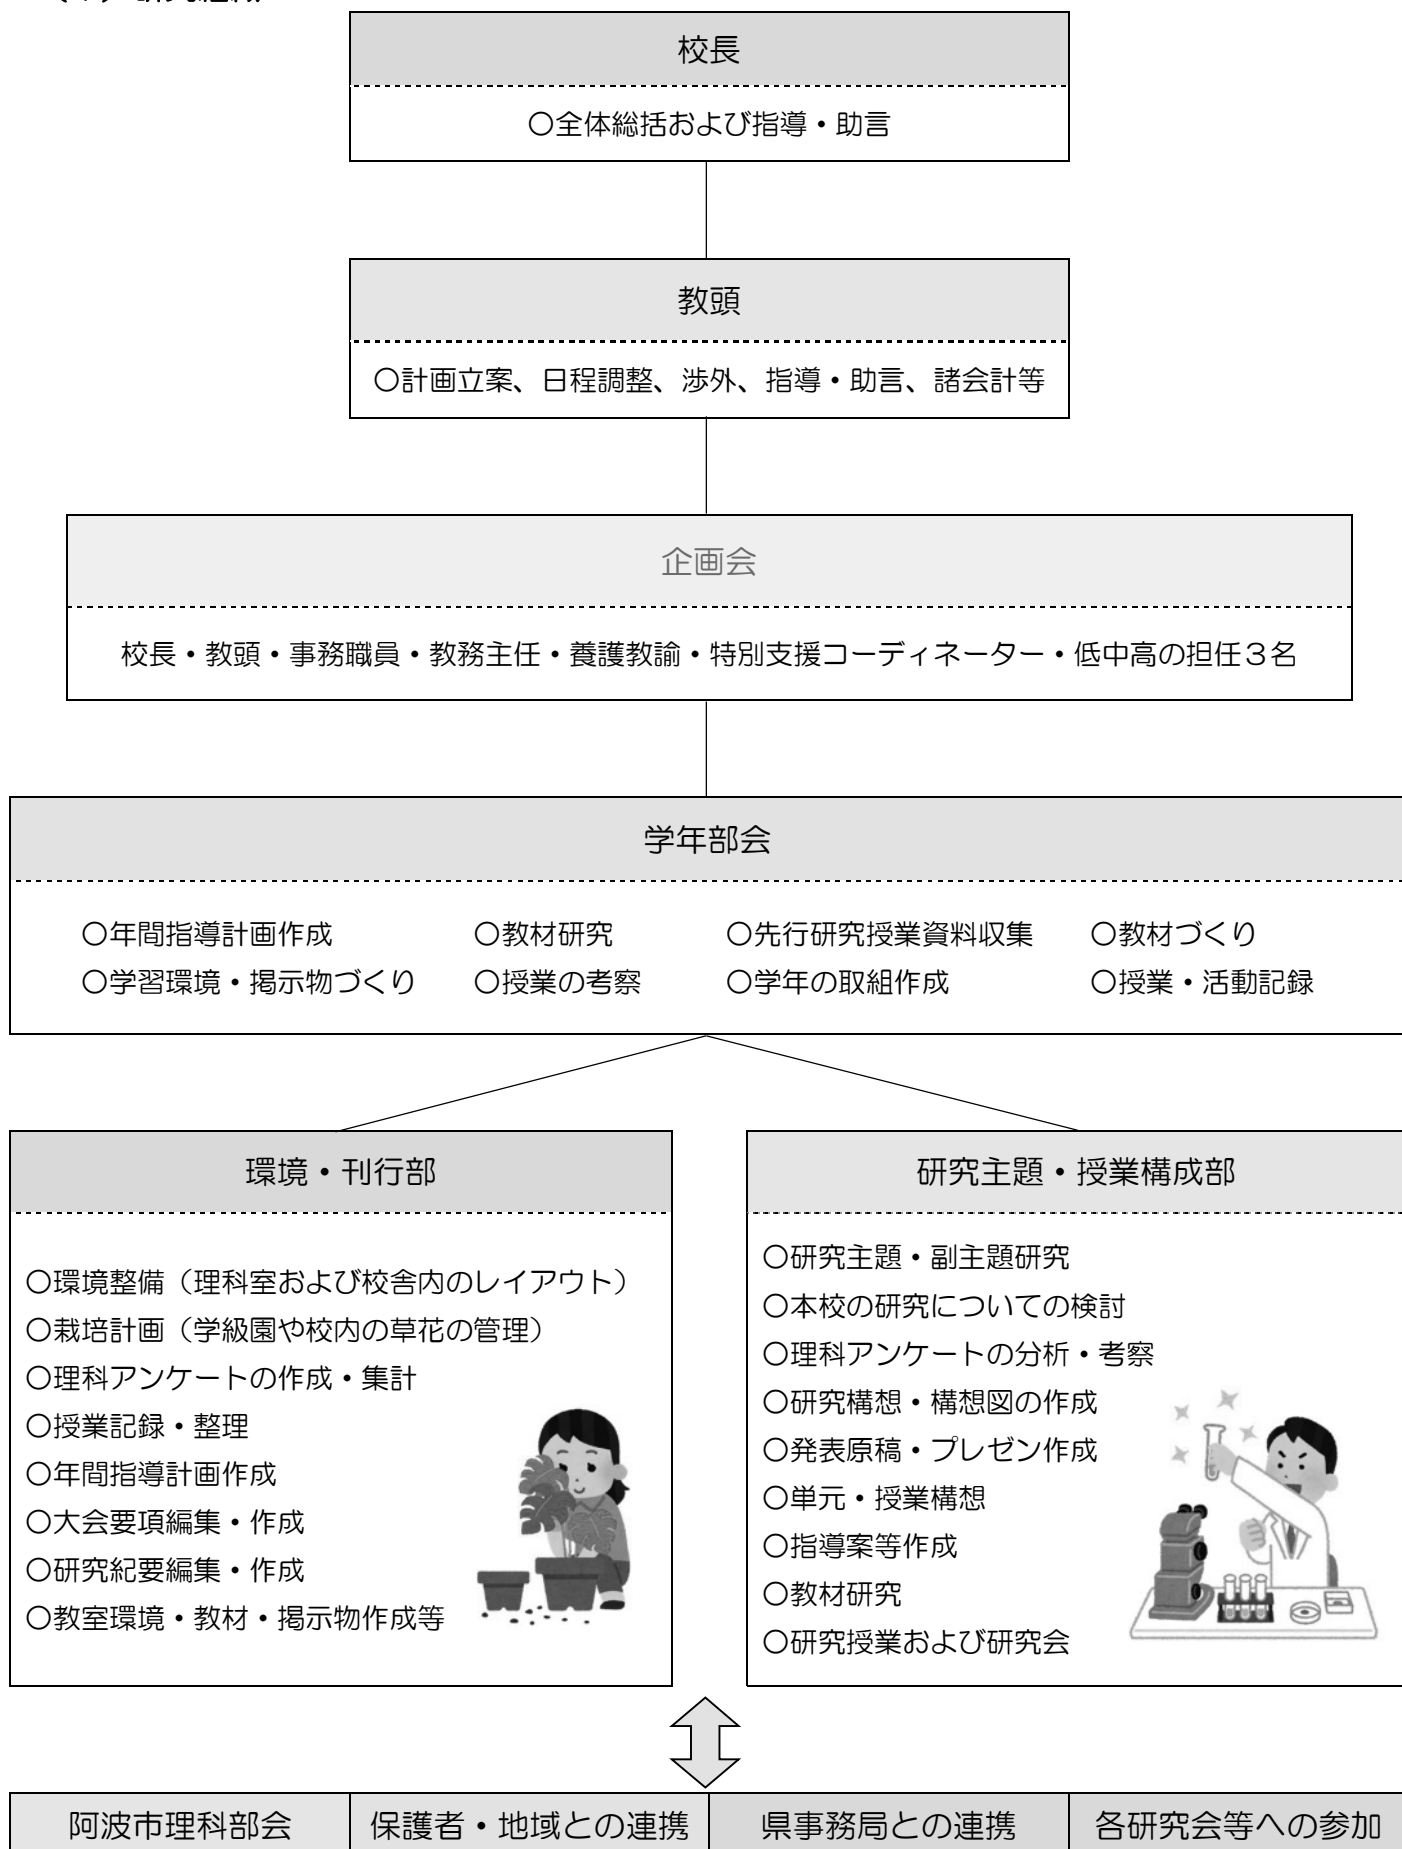 校長
○全体総括および指導・助言
教頭
○計画立案、日程調整、渉外、指導・助言、諸会計等
企画会
校長・教頭・事務職員・教務主任・養護教諭・特別支援コーディネーター・低中高の担任３名
学年部会
○年間指導計画作成 ○教材研究 ○先行研究授業資料収集 ○教材づくり
○学習環境・掲示物づくり ○授業の考察 ○学年の取組作成 ○授業・活動記録
環境・刊行部
○環境整備（理科室および校舎内のレイアウト）
○栽培計画（学級園や校内の草花の管理）
○理科アンケートの作成・集計
○授業記録・整理
○年間指導計画作成
○大会要項編集・作成
○研究紀要編集・作成
○教室環境・教材・掲示物作成等
研究主題・授業構成部
○研究主題・副主題研究
○本校の研究についての検討
○理科アンケートの分析・考察
○研究構想・構想図の作成
○発表原稿・プレゼン作成
○単元・授業構想
○指導案等作成
○教材研究
○研究授業および研究会
阿波市理科部会 保護者・地域との連携 県事務局との連携 各研究会等への参加